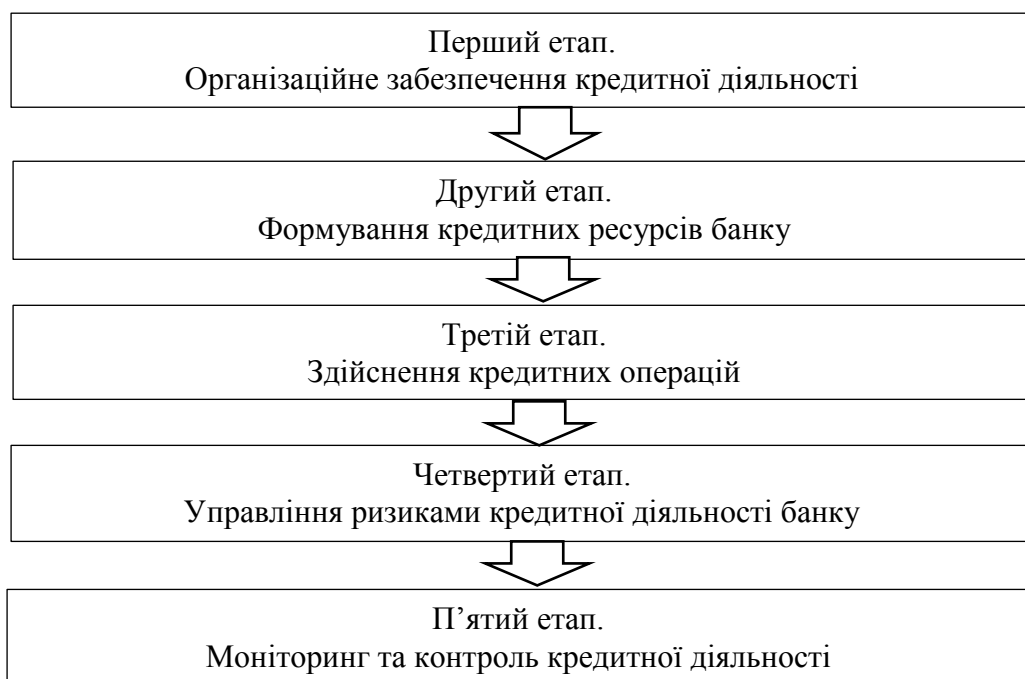 Перший етап.
Організаційне забезпечення кредитної діяльності
Другий етап.
Формування кредитних ресурсів банку
Третій етап.
Здійснення кредитних операцій
Четвертий етап.
Управління ризиками кредитної діяльності банку
П’ятий етап.
Моніторинг та контроль кредитної діяльності